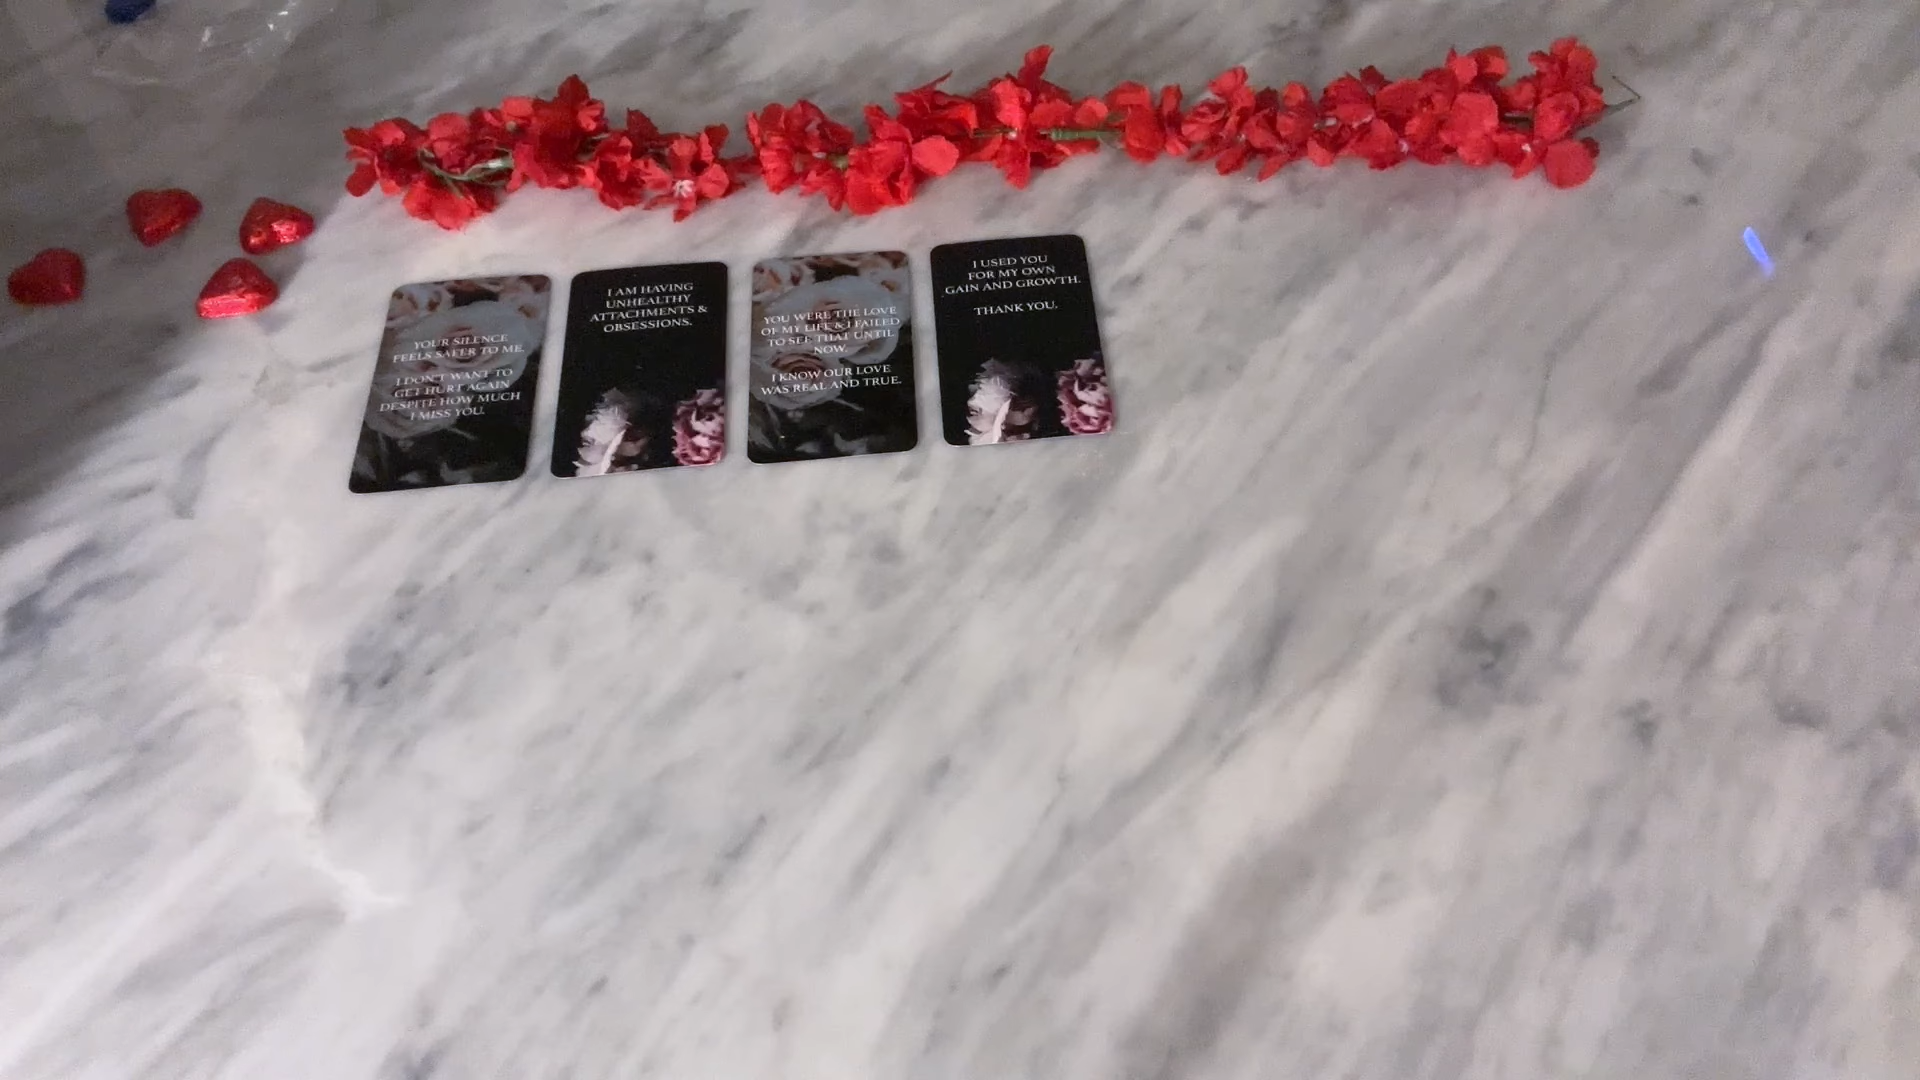 YOUR SILENCE
FEELS SAFER TO ME.
I DON'T WANT TO
GET HURT AGAIN
DESPITE HOW MUCH
I MISS YOU.
I AM HAVING
UNHEALTHY
ATTACHMENTS &
OBSESSIONS.
YOU WERE THE LOVE
OF MY LIFE & I FAILED
TO SEE THAT UNTIL
NOW.
I KNOW OUR LOVE
WAS REAL AND TRUE.
I USED YOU
FOR MY OWN
GAIN AND GROWTH.
THANK YOU.